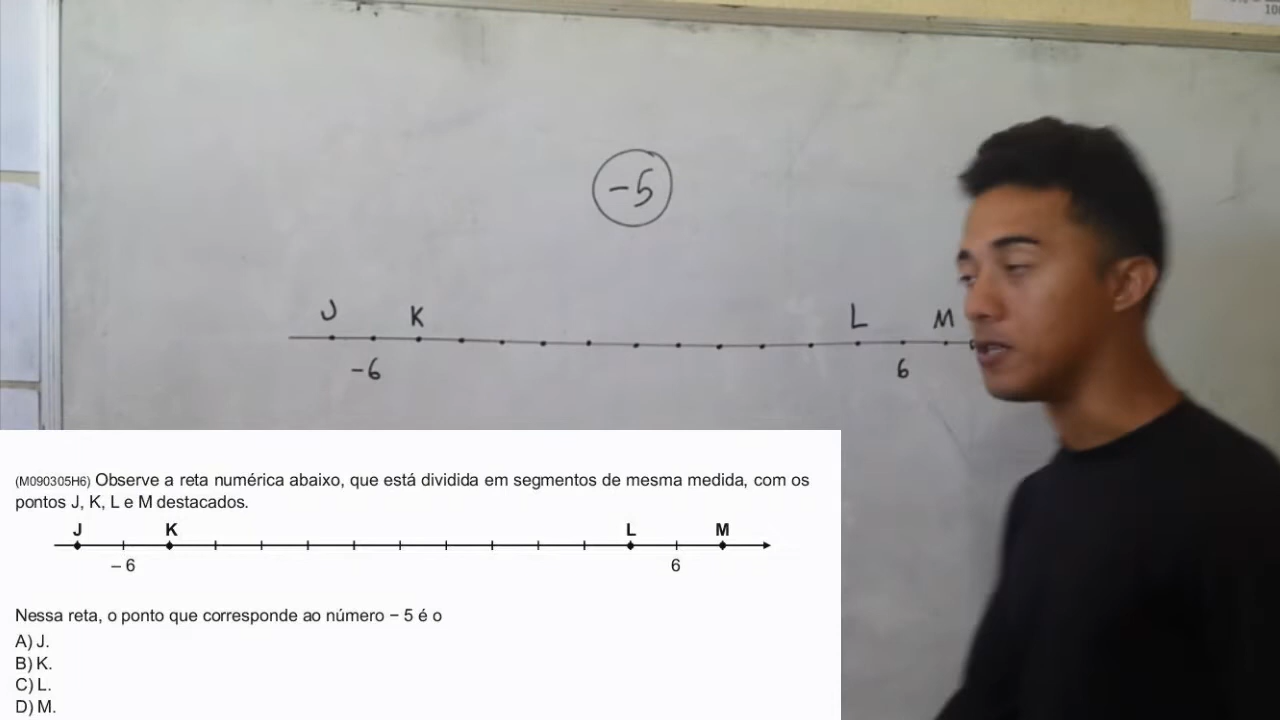 -5
J K L M
-6 6
(M090305H6) Observe a reta numérica abaixo, que está dividida em segmentos de mesma medida, com os
pontos J, K, L e M destacados.
J K L M
– 6 6
Nessa reta, o ponto que corresponde ao número − 5 é o
A) J.
B) K.
C) L.
D) M.